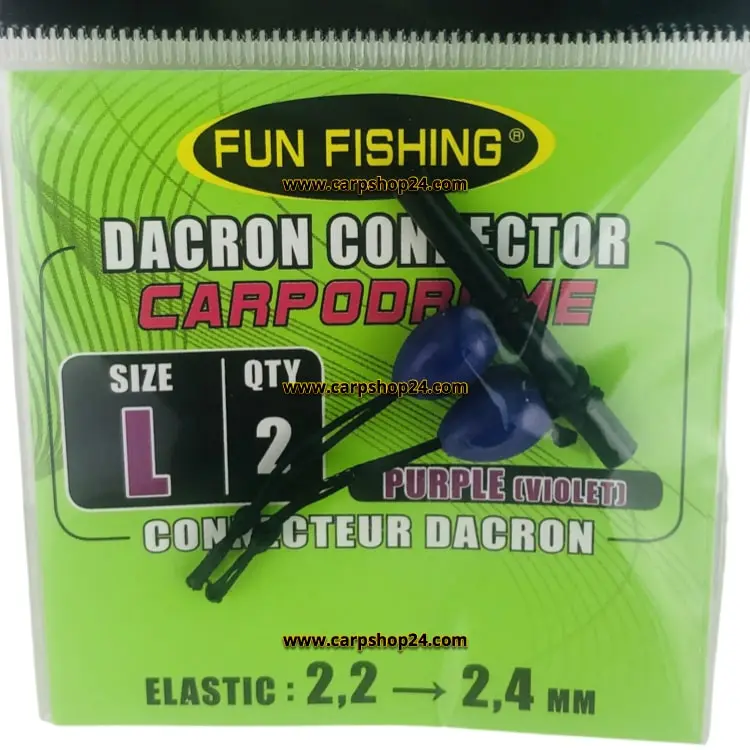 FUN FISHING®
www.carpshop24.com
DACRON CONNECTOR
CARPODROME
SIZE QTY
www.carpshop24.com
L 2
PURPLE (VIOLET)
CONNECTEUR DACRON
www.carpshop24.com
ELASTIC : 2,2 → 2,4 MM